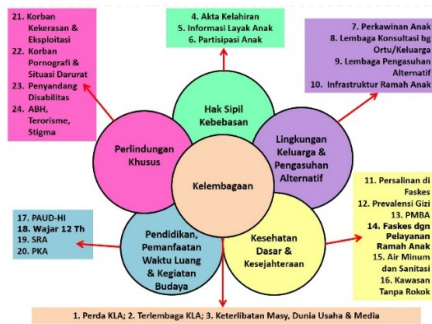 21. Korban
Kekerasan &
Eksploitasi
22. Korban
Pornografi &
Situasi Darurat
23. Penyandang
Disabilitas
24. ABH,
Terorisme,
Stigma
4. Akta Kelahiran
5. Informasi Layak Anak
6. Partisipasi Anak
7. Perkawinan Anak
8. Lembaga Konsultasi bg
Ortu/Keluarga
9. Lembaga Pengasuhan
Alternatif
10. Infrastruktur Ramah Anak
Hak Sipil
Kebebasan
Perlindungan
Khusus
Lingkungan
Keluarga &
Pengasuhan
Alternatif
Kelembagaan
Pendidikan,
Pemanfaatan
Waktu Luang &
Kegiatan
Budaya
Kesehatan
Dasar &
Kesejahteraan
11. Persalinan di
Faskes
12. Prevalensi Gizi
13. PMBA
14. Faskes dgn
Pelayanan
Ramah Anak
15. Air Minum
dan Sanitasi
16. Kawasan
Tanpa Rokok
17. PAUD-HI
18. Wajar 12 Th
19. SRA
20. PKA
1. Perda KLA; 2. Terlembaga KLA; 3. Keterlibatan Masy, Dunia Usaha & Media